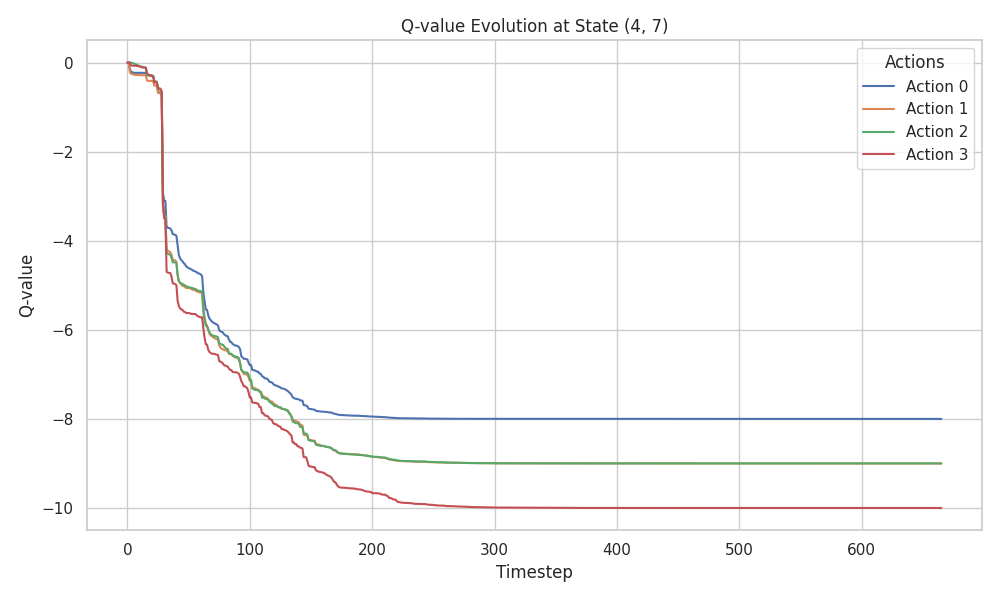 Q-value Evolution at State (4, 7)
Actions
Action 0
Action 1
Action 2
Action 3
Q-value
0
−2
−4
−6
−8
−10
0 100 200 300 400 500 600
Timestep